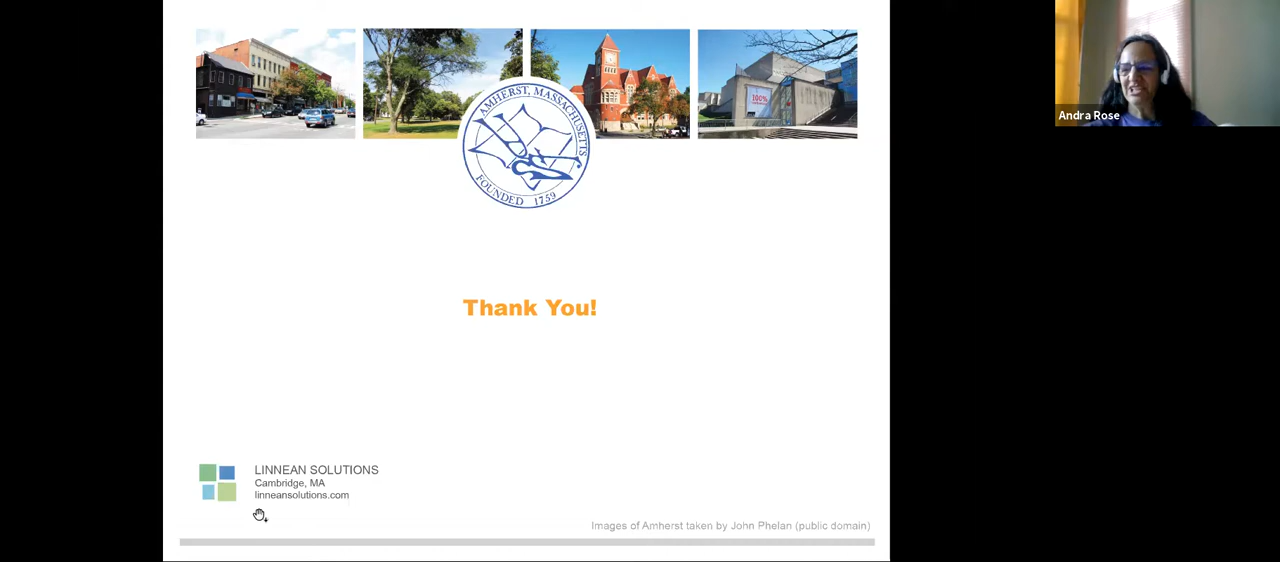 100%
AMHERST, MASSACHUSETTS
FOUNDED 1759
Andra Rose
Thank You!
LINNEAN SOLUTIONS
Cambridge, MA
linneansolutions.com
Images of Amherst taken by John Phelan (public domain)